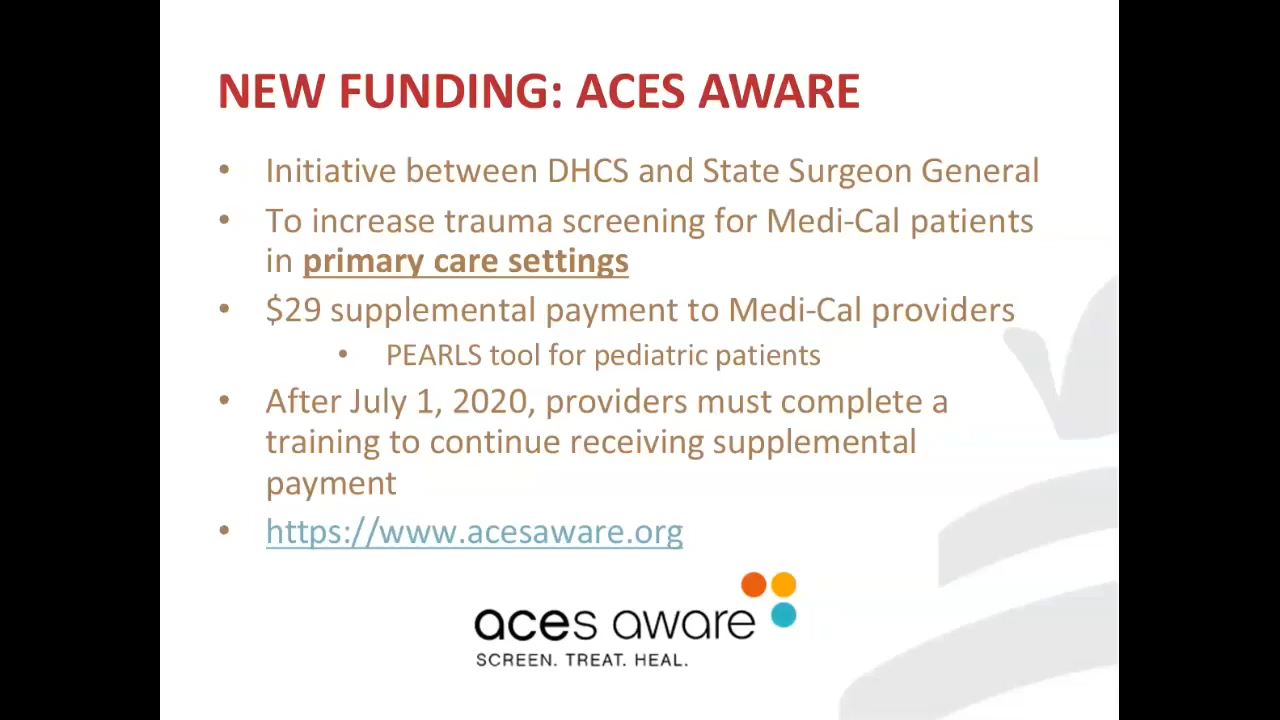 NEW FUNDING: ACES AWARE
• Initiative between DHCS and State Surgeon General
• To increase trauma screening for Medi-Cal patients
in primary care settings
• $29 supplemental payment to Medi-Cal providers
• PEARLS tool for pediatric patients
• After July 1, 2020, providers must complete a
training to continue receiving supplemental
payment
• https://www.acesaware.org
aces aware
SCREEN. TREAT. HEAL.